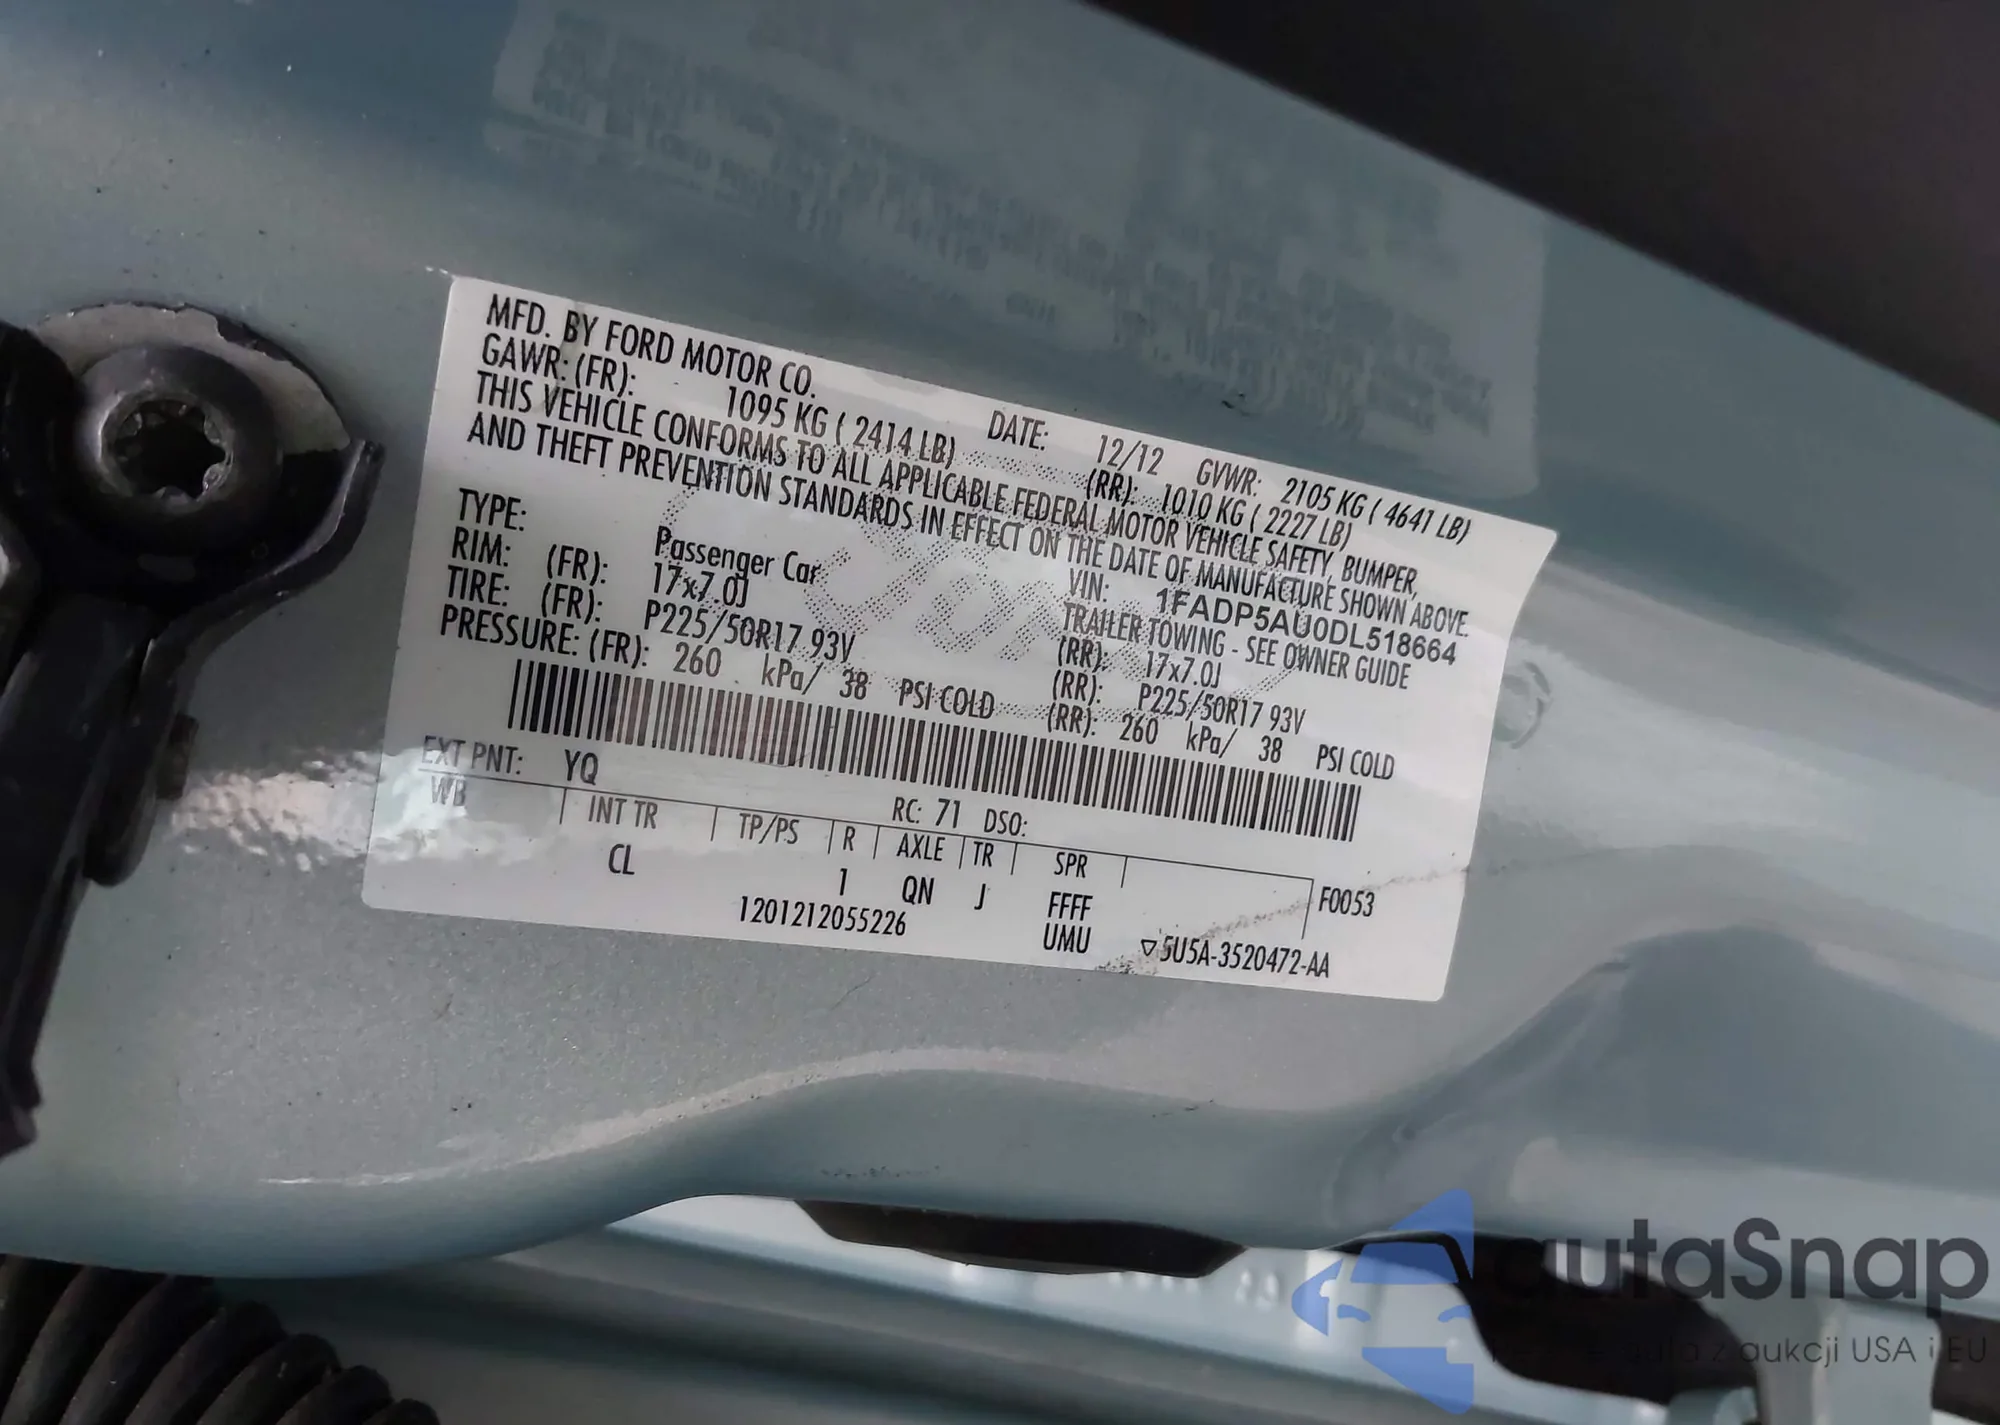 MFD. BY FORD MOTOR CO. DATE: 12/12 GVWR: 2105 KG ( 4641 LB)
GAWR: (FR): 1095 KG ( 2414 LB) (RR): 1010 KG ( 2227 LB)
THIS VEHICLE CONFORMS TO ALL APPLICABLE FEDERAL MOTOR VEHICLE SAFETY, BUMPER,
AND THEFT PREVENTION STANDARDS IN EFFECT ON THE DATE OF MANUFACTURE SHOWN ABOVE.
VIN: 1FADP5AU0DL518664
TYPE: Passenger Car TRAILER TOWING - SEE OWNER GUIDE
RIM: (FR): 17x7.0J (RR): 17x7.0J
TIRE: (FR): P225/50R17 93V (RR): P225/50R17 93V
PRESSURE: (FR): 260 kPa/ 38 PSI COLD (RR): 260 kPa/ 38 PSI COLD
EXT PNT: YQ RC: 71 DSO:
WB INT TR TP/PS R AXLE TR SPR F0053
CL 1 QN J FFFF
UMU
1201212055226 ▽5U5A-3520472-AA
autaSnap
aukcji USA i EU